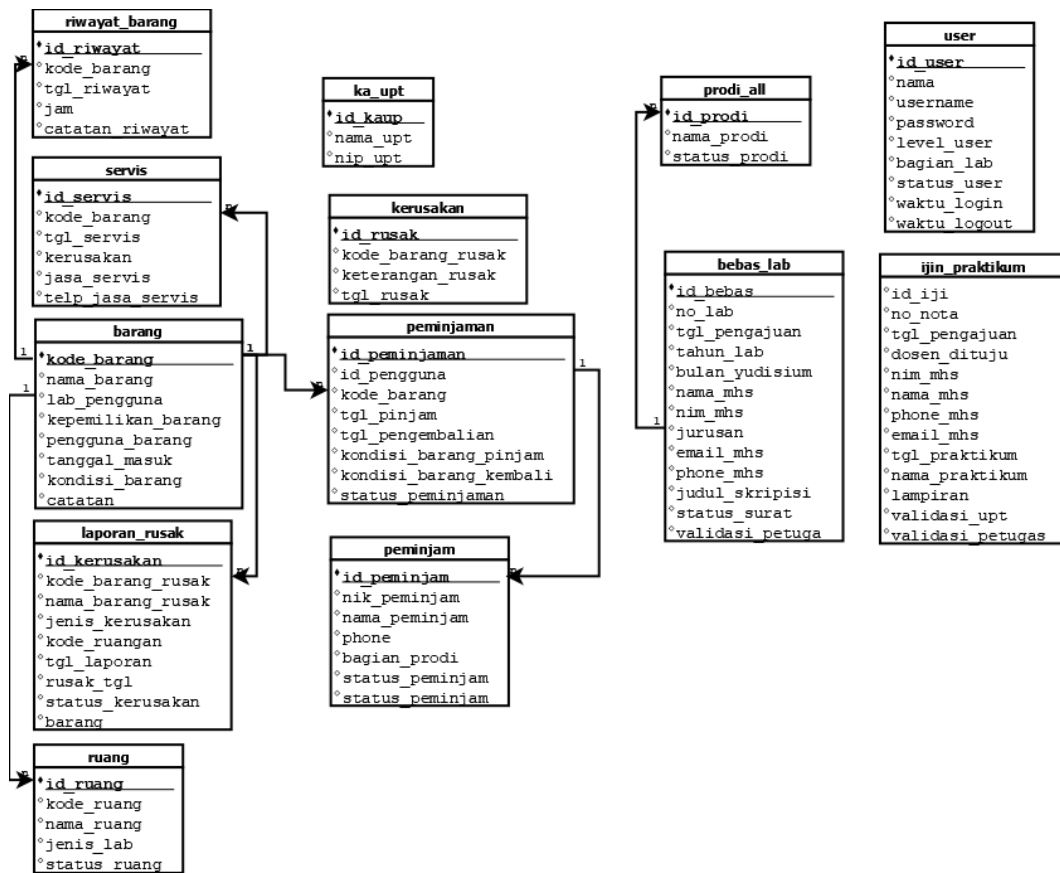 riwayat_barang
id_riwayat
kode_barang
tgl_riwayat
jam
catatan_riwayat
servis
id_servis
kode_barang
tgl_servis
kerusakan
jasa_servis
telp_jasa_servis
barang
kode_barang
nama_barang
lab_pengguna
kepemilikan_barang
pengguna_barang
tanggal_masuk
kondisi_barang
catatan
laporan_rusak
id_kerusakan
kode_barang_rusak
nama_barang_rusak
jenis_kerusakan
kode_ruangan
tgl_laporan
rusak_tgl
status_kerusakan
barang
ruang
id_ruang
kode_ruang
nama_ruang
jenis_lab
status_ruang
ka_upt
id_kaup
nama_upt
nip_upt
kerusakan
id_rusak
kode_barang_rusak
keterangan_rusak
tgl_rusak
peminjaman
id_peminjaman
id_pengguna
kode_barang
tgl_pinjam
tgl_pengembalian
kondisi_barang_pinjam
kondisi_barang_kembali
status_peminjaman
peminjam
id_peminjam
nik_peminjam
nama_peminjam
phone
bagian_prodi
status_peminjam
status_peminjam
prodi_all
id_prodi
nama_prodi
status_prodi
bebas_lab
id_bebas
no_lab
tgl_pengajuan
tahun_lab
bulan_yudisium
nama_mhs
nim_mhs
jurusan
email_mhs
phone_mhs
judul_skripisi
status_surat
validasi_petuga
user
id_user
nama
username
password
level_user
bagian_lab
status_user
waktu_login
waktu_logout
ijin_praktikum
id_iji
no_nota
tgl_pengajuan
dosen_dituju
nim_mhs
nama_mhs
phone_mhs
email_mhs
tgl_praktikum
nama_praktikum
lampiran
validasi_upt
validasi_petugas
1
1
1
1
1